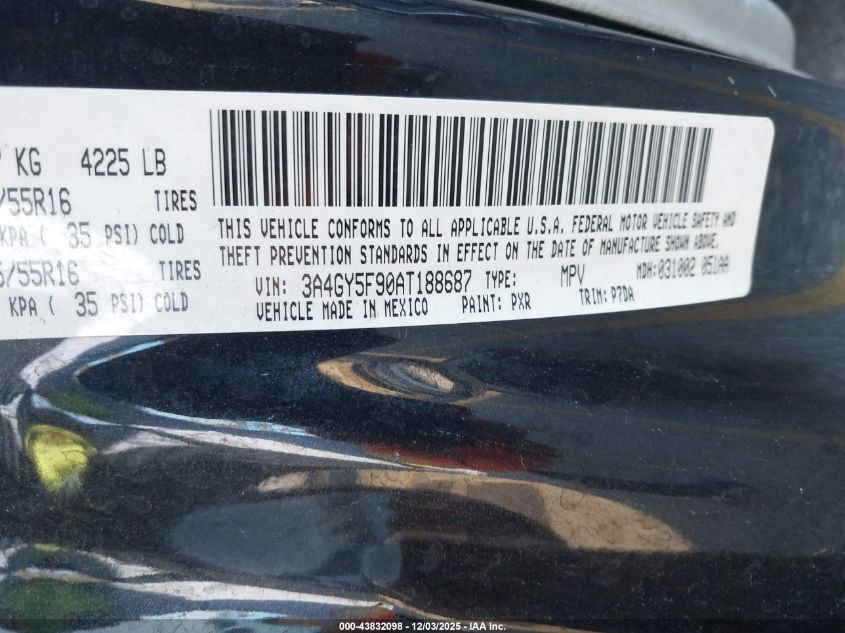 KG 4225 LB
/55R16 TIRES
KPA ( 35 PSI) COLD
/55R16 TIRES
KPA ( 35 PSI) COLD
THIS VEHICLE CONFORMS TO ALL APPLICABLE U.S.A. FEDERAL MOTOR VEHICLE SAFETY AND
THEFT PREVENTION STANDARDS IN EFFECT ON THE DATE OF MANUFACTURE SHOWN ABOVE.
VIN: 3A4GY5F90AT188687 TYPE: MPV MDH:031002 051AA
VEHICLE MADE IN MEXICO PAINT: PXR TRIM: P7DA
000-43832098 - 12/03/2025 - IAA Inc.